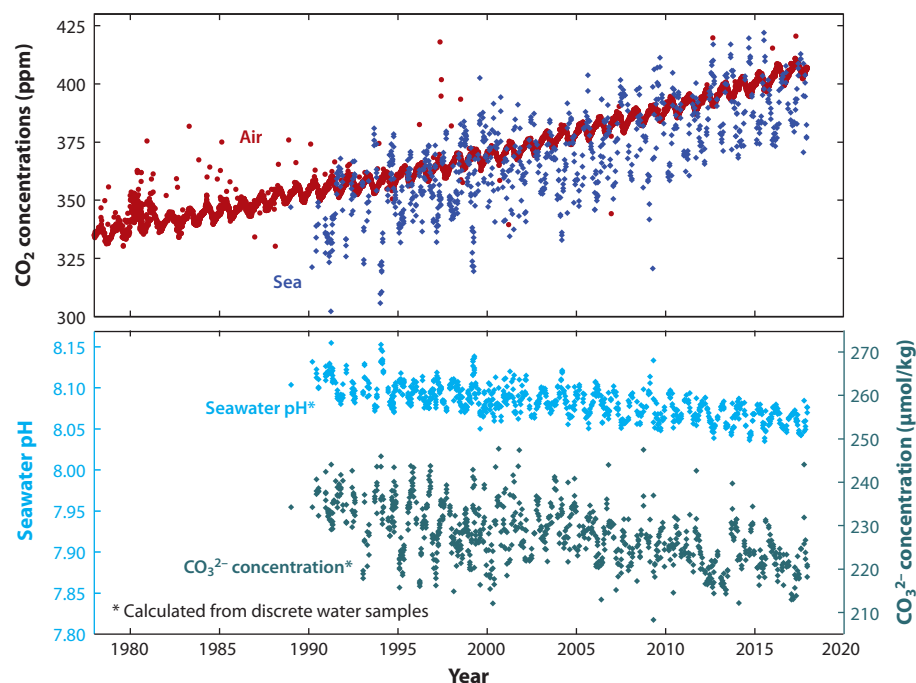 425
400
375
350
325
300
CO₂ concentrations (ppm)
Air
Sea
8.15
8.10
8.05
8.00
7.95
7.90
7.85
7.80
Seawater pH
Seawater pH*
CO₃²⁻ concentration*
* Calculated from discrete water samples
270
260
250
240
230
220
210
CO₃²⁻ concentration (µmol/kg)
1980 1985 1990 1995 2000 2005 2010 2015 2020
Year